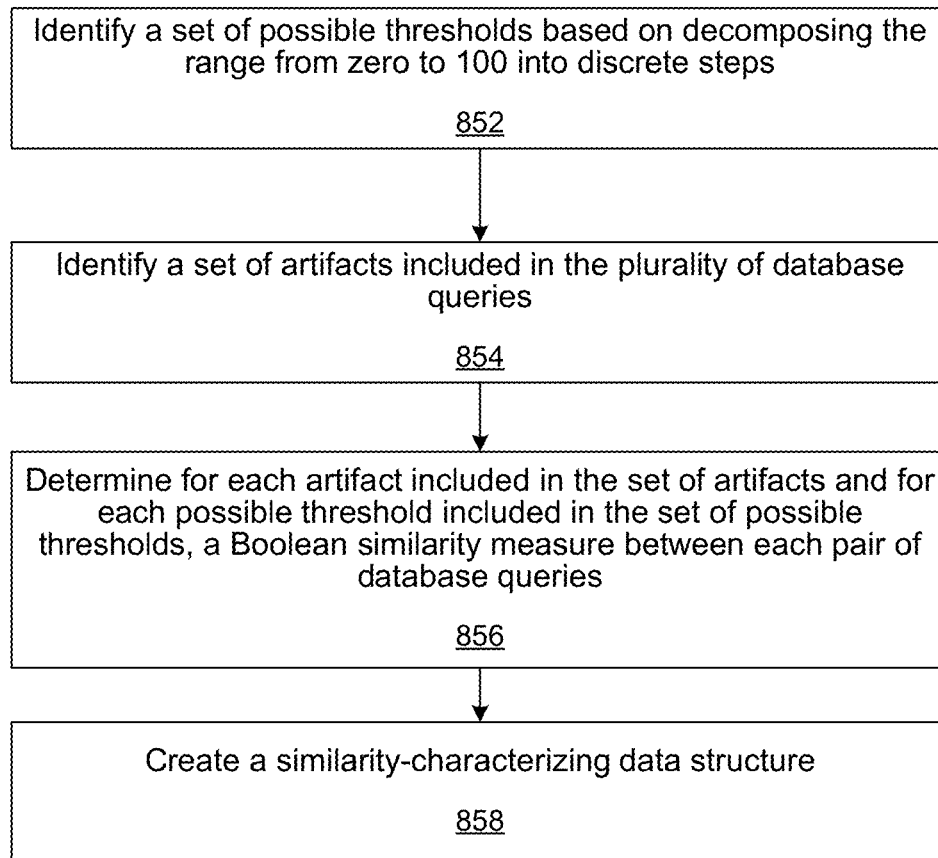 Identify a set of possible thresholds based on decomposing the
range from zero to 100 into discrete steps
852
Identify a set of artifacts included in the plurality of database
queries
854
Determine for each artifact included in the set of artifacts and for
each possible threshold included in the set of possible
thresholds, a Boolean similarity measure between each pair of
database queries
856
Create a similarity-characterizing data structure
858